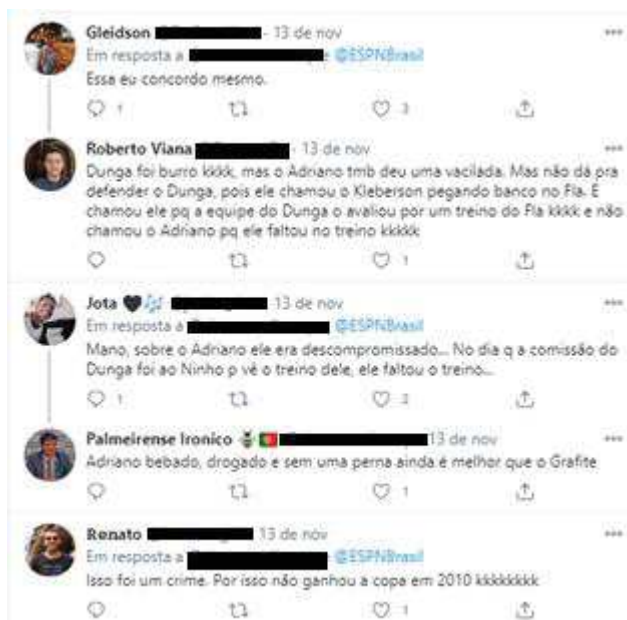 Gleidson - 13 de nov
Em resposta a e @ESPNBrasil
Essa eu concordo mesmo.
1 3
Roberto Viana - 13 de nov
Dunga foi burro kkkk, mas o Adriano tmb deu uma vacilada. Mas não dá pra
defender o Dunga, pois ele chamou o Kleberson pegando banco no Fla. E
chamou ele pq a equipe do Dunga o avaliou por um treino do Fla kkkk e não
chamou o Adriano pq ele faltou no treino kkkkk
1
Jota 🖤🎶 13 de nov
Em resposta a @ESPNBrasil
Mano, sobre o Adriano ele era descompromissado... No dia q a comissão do
Dunga foi ao Ninho p vê o treino dele, ele faltou o treino...
1 2
Palmeirense Ironico 🇵🇹 13 de nov
Adriano bebado, drogado e sem uma perna ainda é melhor que o Grafite
1
Renato 13 de nov
Em resposta a @ESPNBrasil
Isso foi um crime. Por isso não ganhou a copa em 2010 kkkkkkkk
1